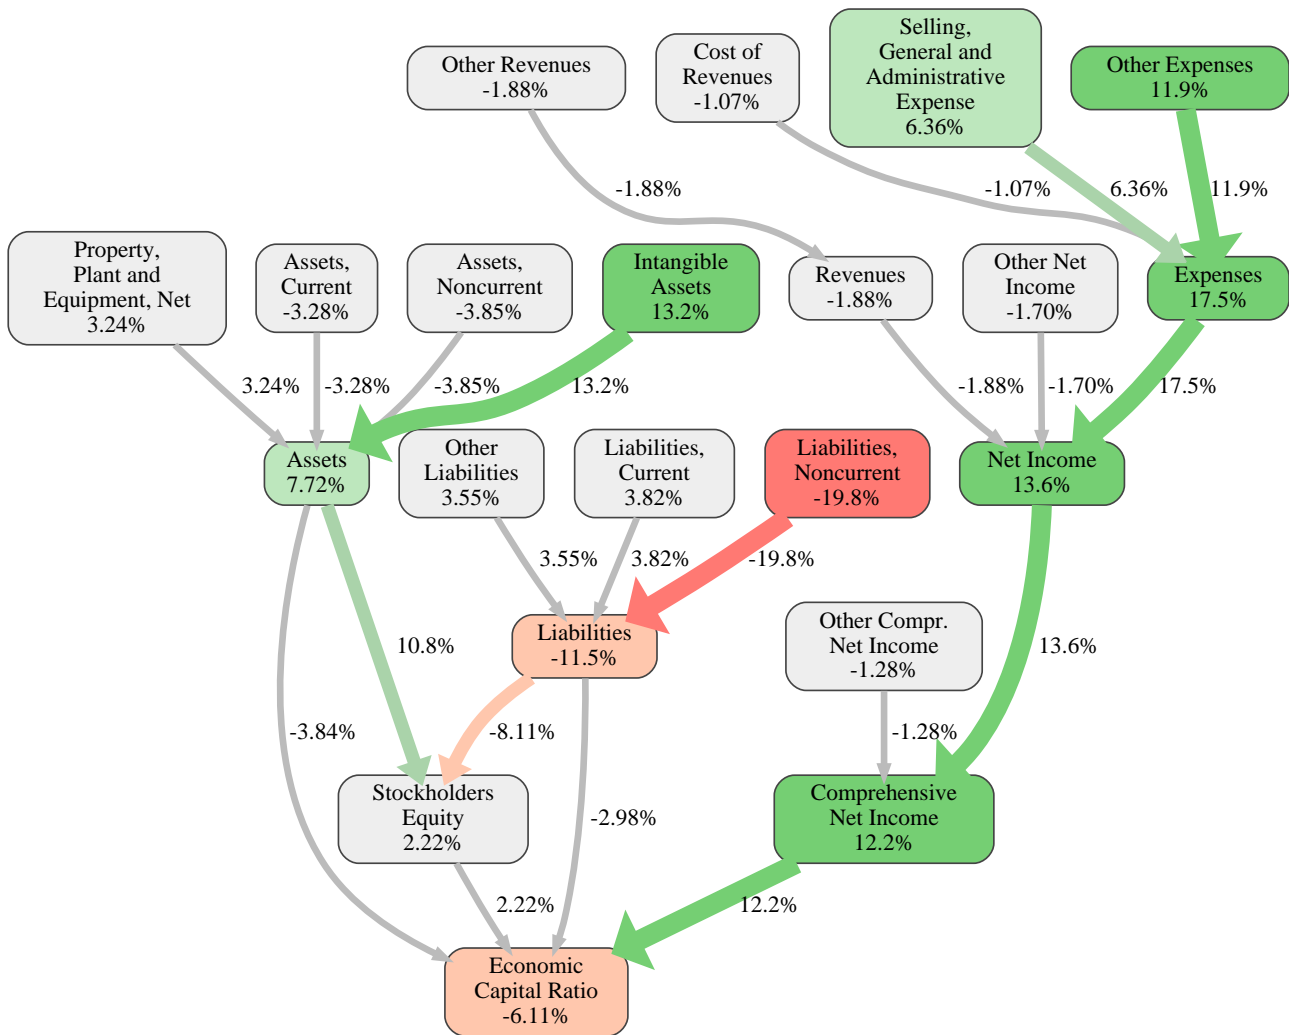 Other Revenues
-1.88%
Cost of
Revenues
-1.07%
Selling,
General and
Administrative
Expense
6.36%
Other Expenses
11.9%
-1.88%
-1.07%
6.36%
11.9%
Property,
Plant and
Equipment, Net
3.24%
Assets,
Current
-3.28%
Assets,
Noncurrent
-3.85%
Intangible
Assets
13.2%
Revenues
-1.88%
Other Net
Income
-1.70%
Expenses
17.5%
3.24%
-3.28%
-3.85%
13.2%
-1.88%
-1.70%
17.5%
Assets
7.72%
Other
Liabilities
3.55%
Liabilities,
Current
3.82%
Liabilities,
Noncurrent
-19.8%
Net Income
13.6%
3.55%
3.82%
-19.8%
Liabilities
-11.5%
Other Compr.
Net Income
-1.28%
10.8%
13.6%
-3.84%
-8.11%
-1.28%
Stockholders
Equity
2.22%
-2.98%
Comprehensive
Net Income
12.2%
2.22%
12.2%
Economic
Capital Ratio
-6.11%